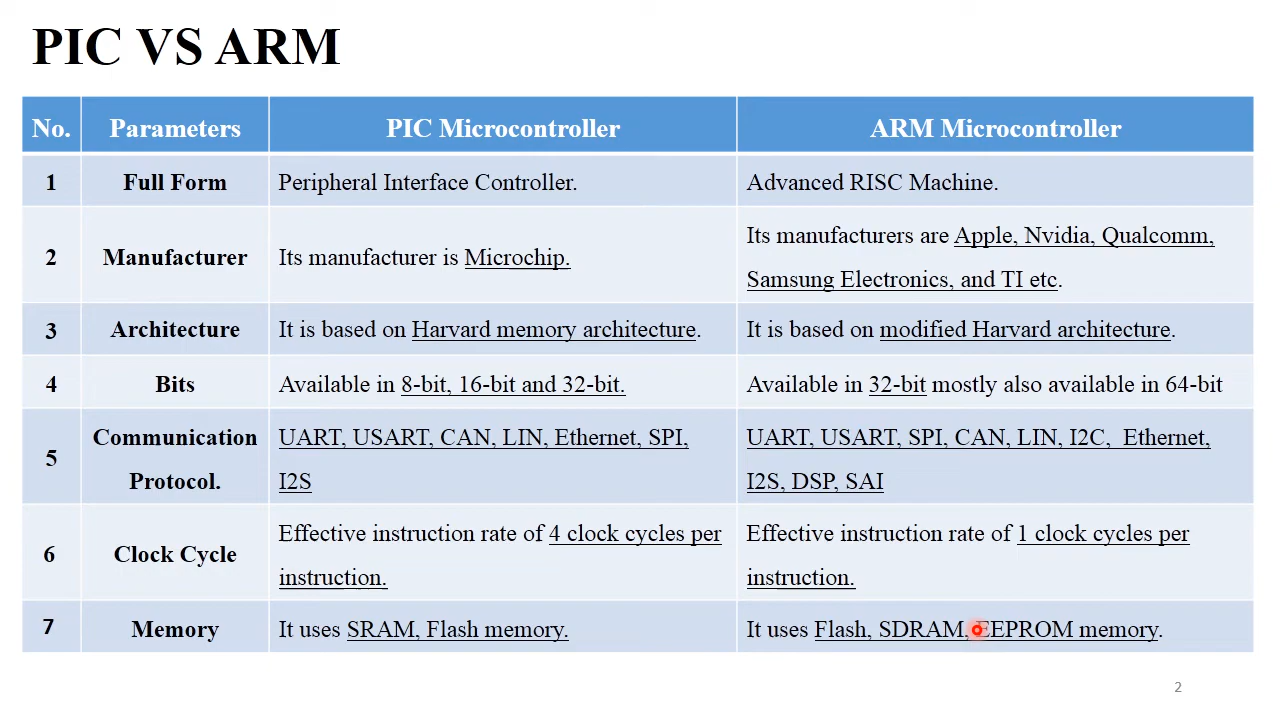 PIC VS ARM
No. Parameters PIC Microcontroller ARM Microcontroller
1 Full Form Peripheral Interface Controller. Advanced RISC Machine.
2 Manufacturer Its manufacturer is Microchip. Its manufacturers are Apple, Nvidia, Qualcomm,
Samsung Electronics, and TI etc.
3 Architecture It is based on Harvard memory architecture. It is based on modified Harvard architecture.
4 Bits Available in 8-bit, 16-bit and 32-bit. Available in 32-bit mostly also available in 64-bit
5 Communication
Protocol.
UART, USART, CAN, LIN, Ethernet, SPI,
I2S
UART, USART, SPI, CAN, LIN, I2C, Ethernet,
I2S, DSP, SAI
6 Clock Cycle
Effective instruction rate of 4 clock cycles per
instruction.
Effective instruction rate of 1 clock cycles per
instruction.
7 Memory It uses SRAM, Flash memory. It uses Flash, SDRAM, EEPROM memory.
2